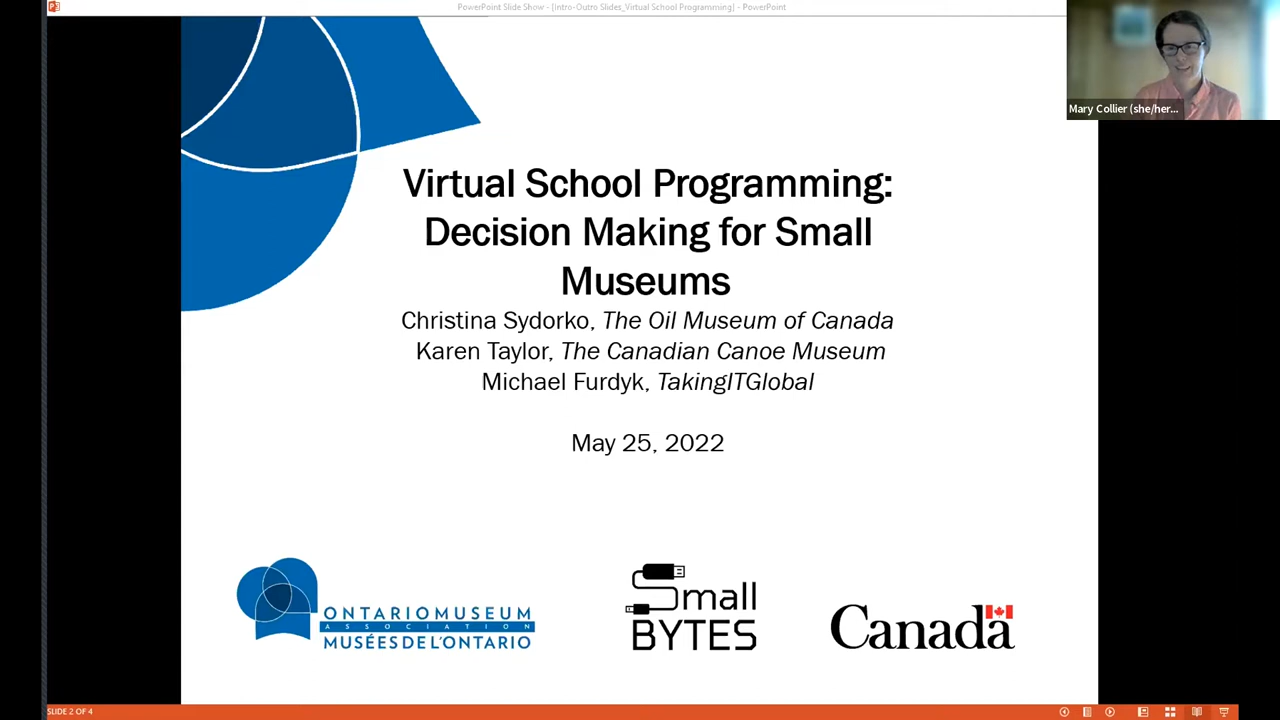 PowerPoint Slide Show - [Intro-Outro Slides_Virtual School Programming] - PowerPoint
Mary Collier (she/her...
Virtual School Programming:
Decision Making for Small
Museums
Christina Sydorko, The Oil Museum of Canada
Karen Taylor, The Canadian Canoe Museum
Michael Furdyk, TakingITGlobal
May 25, 2022
ONTARIOMUSEUM
ASSOCIATION
MUSÉESDEL'ONTARIO
Small
BYTES
Canada
SLIDE 2 OF 4